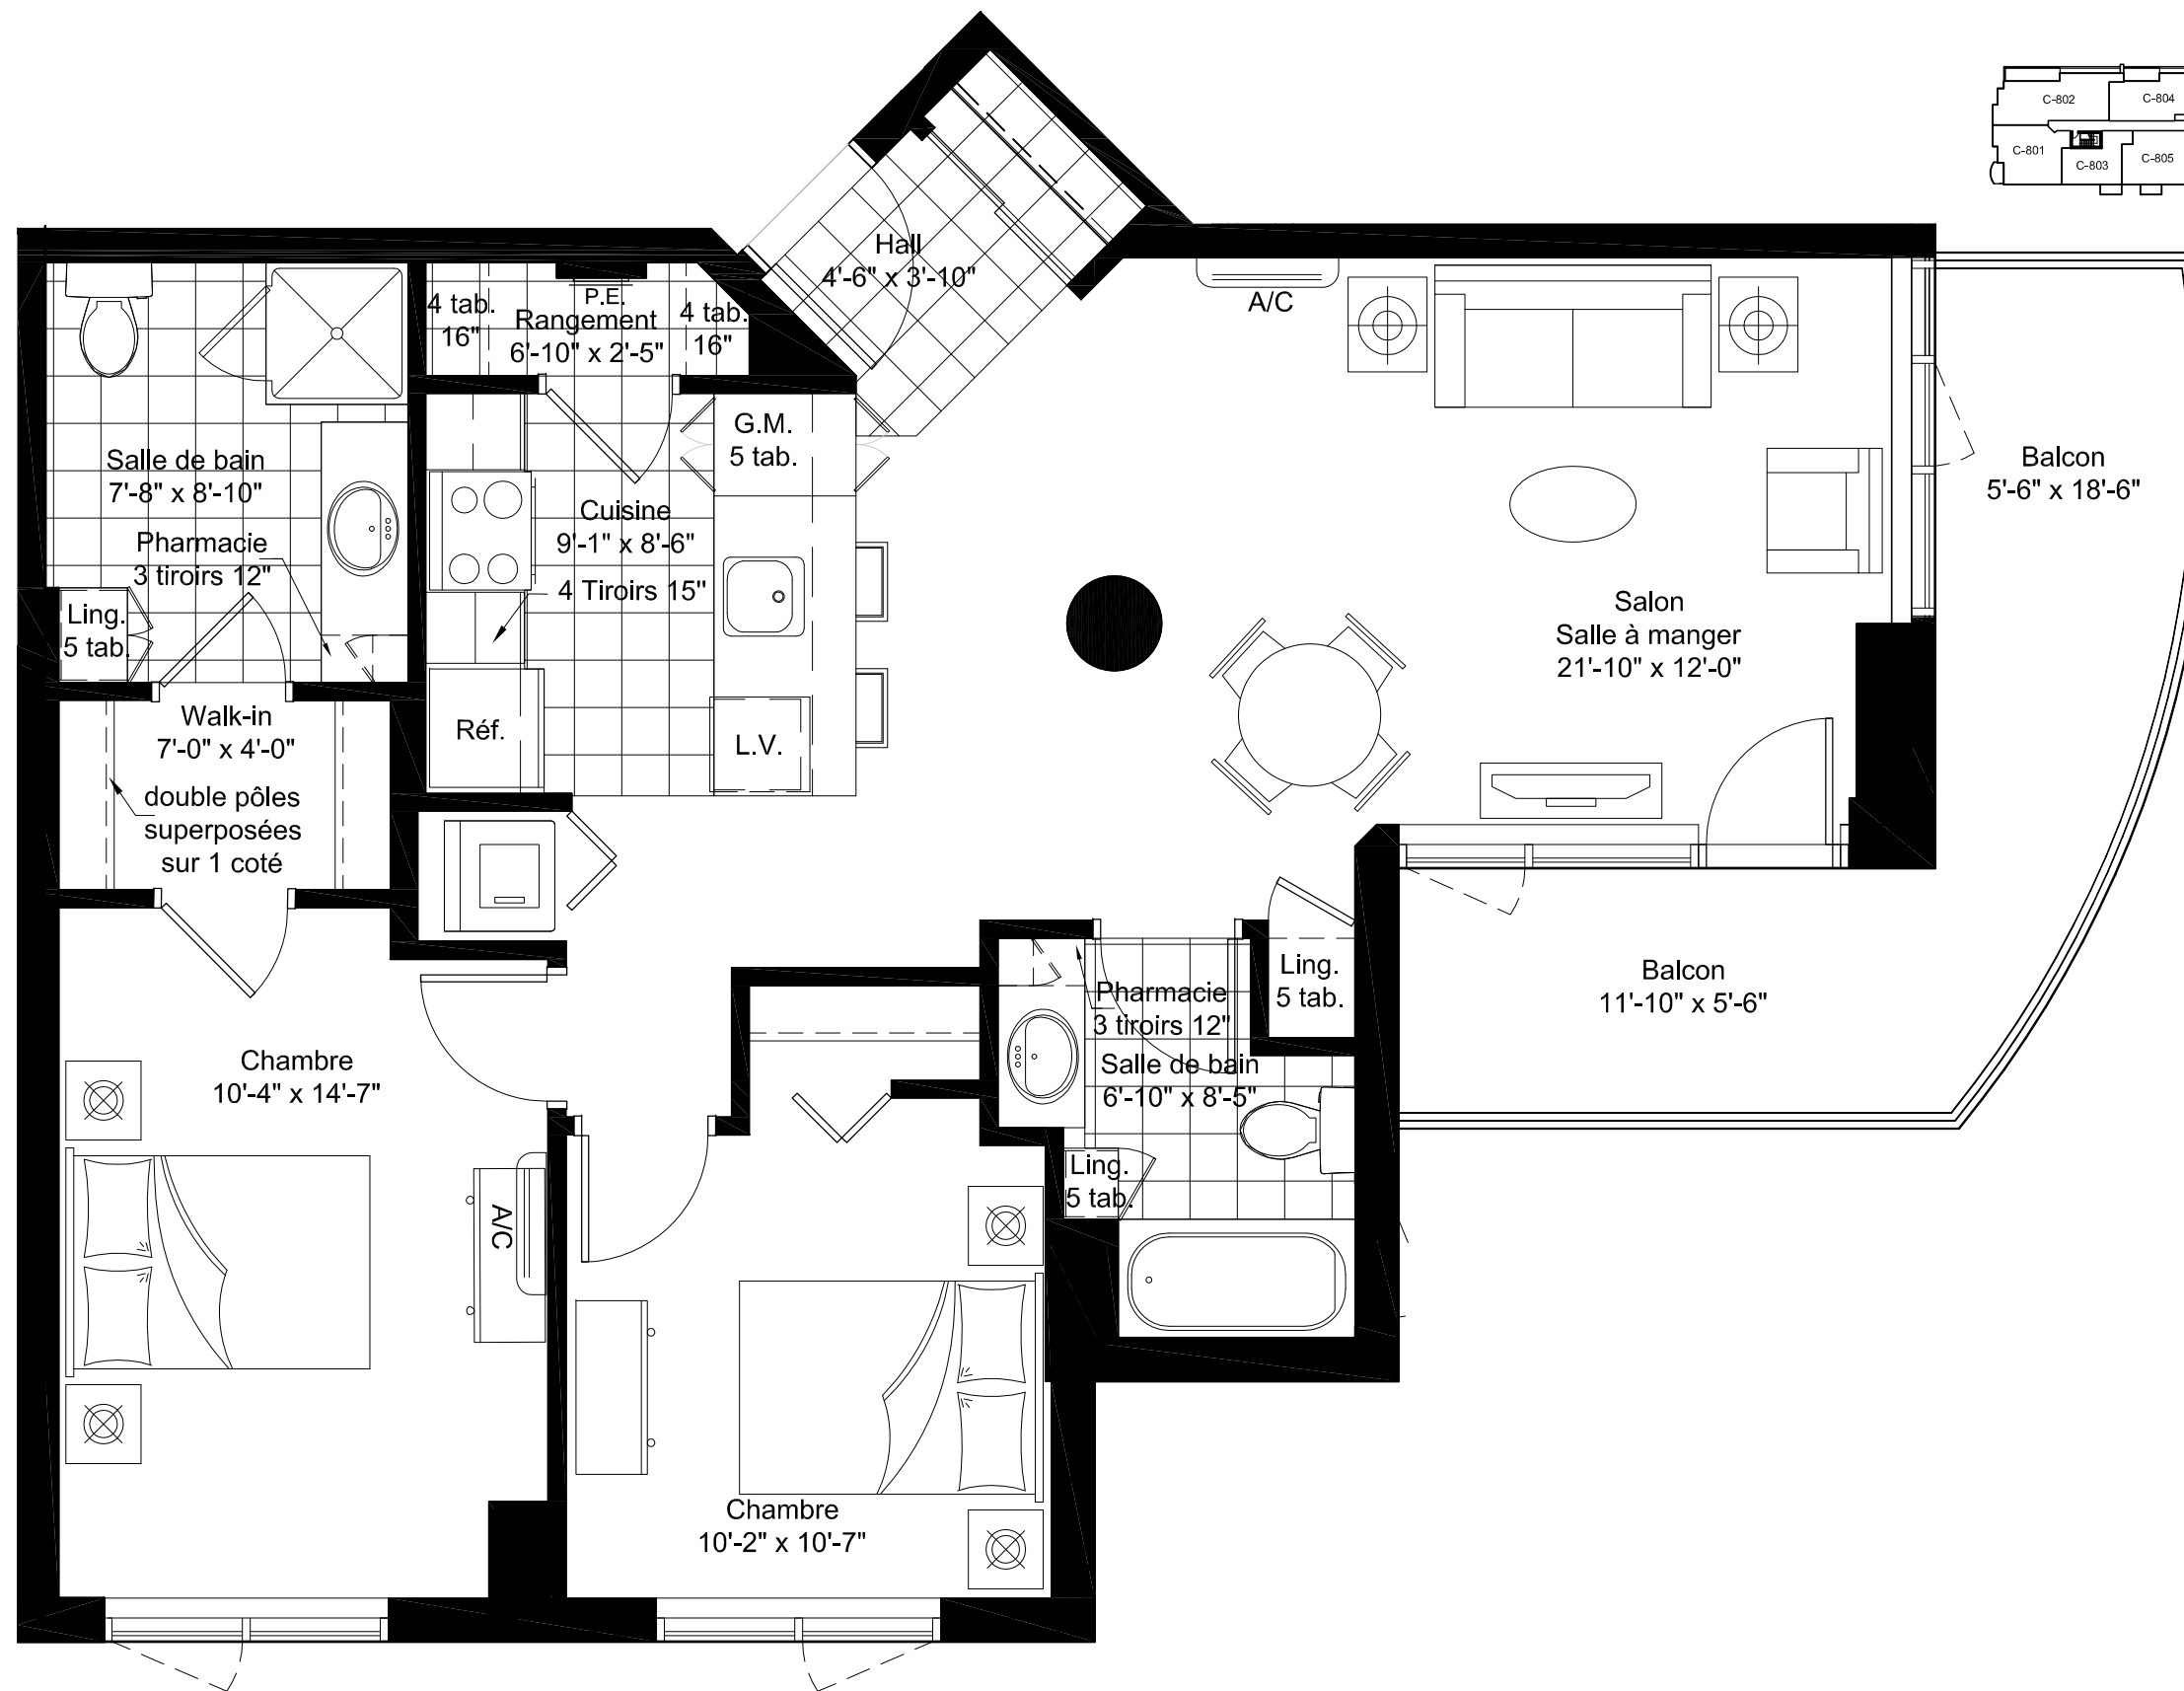 C-802
C-804
C-801
C-803
C-805
Hall
4'-6" x 3'-10"
4 tab.
16"
P.E.
Rangement
6'-10" x 2'-5"
4 tab.
16"
A/C
G.M.
5 tab.
Salle de bain
7'-8" x 8'-10"
Pharmacie
3 tiroirs 12"
Cuisine
9'-1" x 8'-6"
4 Tiroirs 15"
Balcon
5'-6" x 18'-6"
Ling.
5 tab.
Salon
Salle à manger
21'-10" x 12'-0"
Walk-in
7'-0" x 4'-0"
double pôles
superposées
sur 1 coté
Réf.
L.V.
Ling.
5 tab.
Balcon
11'-10" x 5'-6"
Pharmacie
3 tiroirs 12"
Salle de bain
6'-10" x 8'-5"
Chambre
10'-4" x 14'-7"
Ling.
5 tab.
A/C
Chambre
10'-2" x 10'-7"